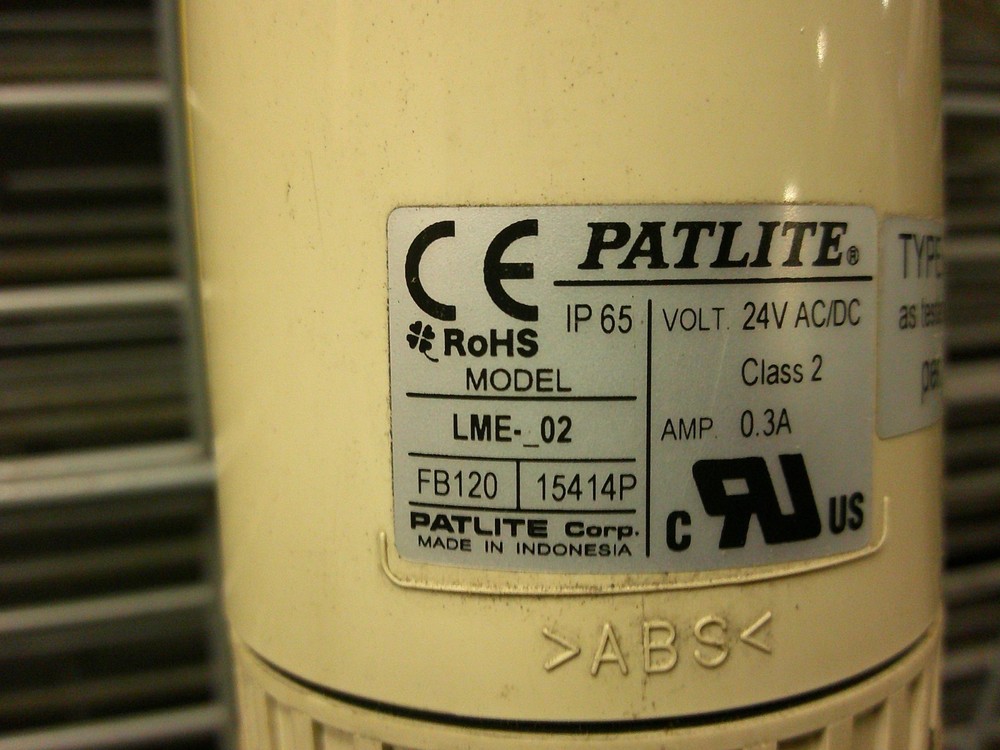 CE PATLITE®
RoHS
IP 65
MODEL
LME-_02
FB120 15414P
PATLITE Corp.
MADE IN INDONESIA
VOLT. 24V AC/DC
Class 2
AMP. 0.3A
C RU US
TYPE
as
>ABS<